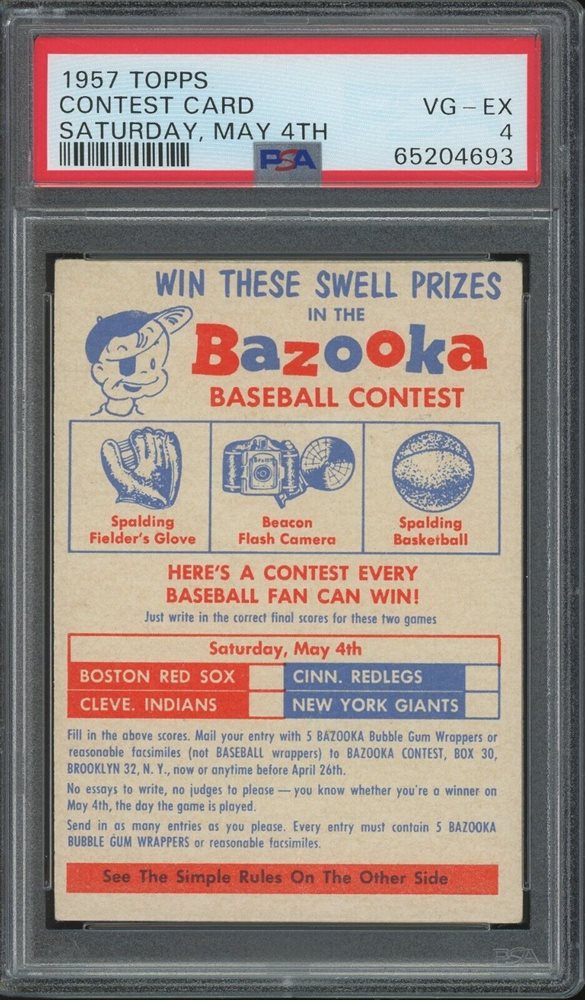 1957 TOPPS
CONTEST CARD
VG – EX
SATURDAY, MAY 4TH
4
PSA
65204693
WIN THESE SWELL PRIZES
IN THE
Bazooka
BASEBALL CONTEST
Spalding
Fielder's Glove
Beacon
Flash Camera
Spalding
Basketball
HERE'S A CONTEST EVERY
BASEBALL FAN CAN WIN!
Just write in the correct final scores for these two games
Saturday, May 4th
BOSTON RED SOX
CINN. REDLEGS
CLEVE. INDIANS
NEW YORK GIANTS
Fill in the above scores. Mail your entry with 5 BAZOOKA Bubble Gum Wrappers or
reasonable facsimiles (not BASEBALL wrappers) to BAZOOKA CONTEST, BOX 30,
BROOKLYN 32, N. Y., now or anytime before April 26th.
No essays to write, no judges to please — you know whether you're a winner on
May 4th, the day the game is played.
Send in as many entries as you please. Every entry must contain 5 BAZOOKA
BUBBLE GUM WRAPPERS or reasonable facsimiles.
See The Simple Rules On The Other Side
PSA